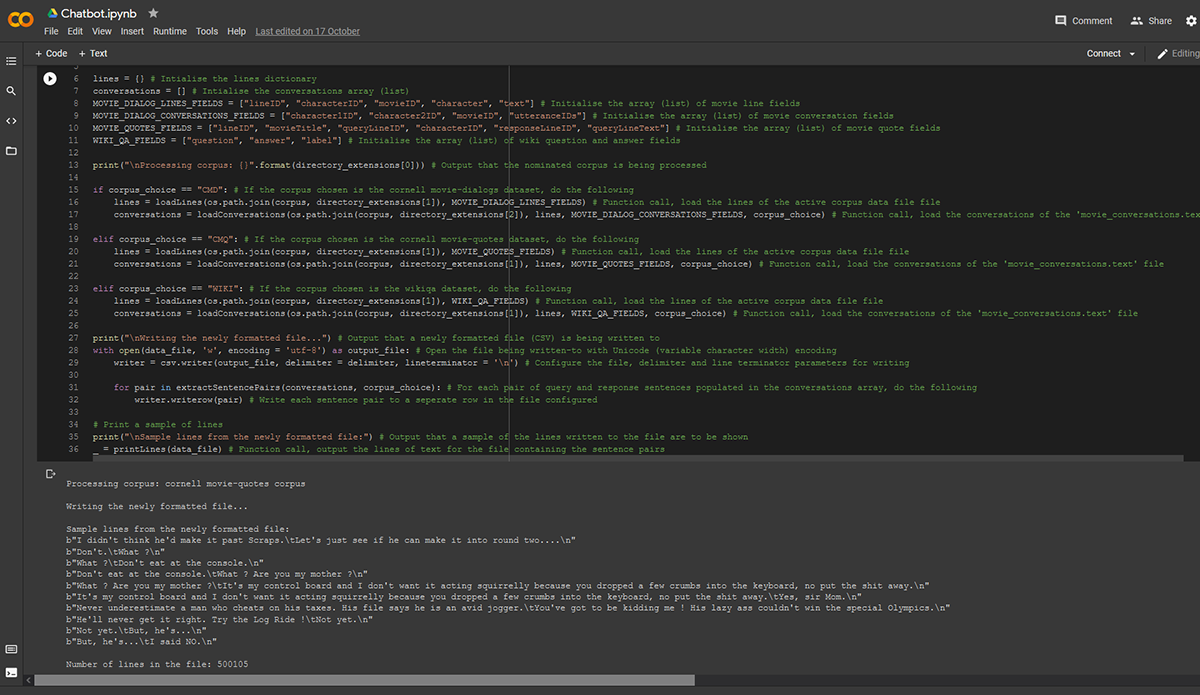 Chatbot.ipynb
File Edit View Insert Runtime Tools Help Last edited on 17 October
Comment Share
+ Code + Text
Connect Editing
5
6 lines = {} # Intialise the lines dictionary
7 conversations = [] # Intialise the conversations array (list)
8 MOVIE_DIALOG_LINES_FIELDS = ["lineID", "characterID", "movieID", "character", "text"] # Initialise the array (list) of movie line fields
9 MOVIE_DIALOG_CONVERSATIONS_FIELDS = ["character1ID", "character2ID", "movieID", "utteranceIDs"] # Initialise the array (list) of movie conversation fields
10 MOVIE_QUOTES_FIELDS = ["lineID", "movieTitle", "queryLineID", "characterID", "responseLineID", "queryLineText"] # Initialise the array (list) of movie quote fields
11 WIKI_QA_FIELDS = ["question", "answer", "label"] # Initialise the array (list) of wiki question and answer fields
12
13 print("\nProcessing corpus: {}".format(directory_extensions[0])) # Output that the nominated corpus is being processed
14
15 if corpus_choice == "CMD": # If the corpus chosen is the cornell movie-dialogs dataset, do the following
16 lines = loadLines(os.path.join(corpus, directory_extensions[1]), MOVIE_DIALOG_LINES_FIELDS) # Function call, load the lines of the active corpus data file file
17 conversations = loadConversations(os.path.join(corpus, directory_extensions[2]), lines, MOVIE_DIALOG_CONVERSATIONS_FIELDS, corpus_choice) # Function call, load the conversations of the 'movie_conversations.tex
18
19 elif corpus_choice == "CMQ": # If the corpus chosen is the cornell movie-quotes dataset, do the following
20 lines = loadLines(os.path.join(corpus, directory_extensions[1]), MOVIE_QUOTES_FIELDS) # Function call, load the lines of the active corpus data file file
21 conversations = loadConversations(os.path.join(corpus, directory_extensions[1]), lines, MOVIE_QUOTES_FIELDS, corpus_choice) # Function call, load the conversations of the 'movie_conversations.text' file
22
23 elif corpus_choice == "WIKI": # If the corpus chosen is the wikiqa dataset, do the following
24 lines = loadLines(os.path.join(corpus, directory_extensions[1]), WIKI_QA_FIELDS) # Function call, load the lines of the active corpus data file file
25 conversations = loadConversations(os.path.join(corpus, directory_extensions[1]), lines, WIKI_QA_FIELDS, corpus_choice) # Function call, load the conversations of the 'movie_conversations.text' file
26
27 print("\nWriting the newly formatted file...") # Output that a newly formatted file (CSV) is being written to
28 with open(data_file, 'w', encoding = 'utf-8') as output_file: # Open the file being written-to with Unicode (variable character width) encoding
29 writer = csv.writer(output_file, delimiter = delimiter, lineterminator = '\n') # Configure the file, delimiter and line terminator parameters for writing
30
31 for pair in extractSentencePairs(conversations, corpus_choice): # For each pair of query and response sentences populated in the conversations array, do the following
32 writer.writerow(pair) # Write each sentence pair to a seperate row in the file configured
33
34 # Print a sample of lines
35 print("\nSample lines from the newly formatted file:") # Output that a sample of the lines written to the file are to be shown
36 _ = printLines(data_file) # Function call, output the lines of text for the file containing the sentence pairs
Processing corpus: cornell movie-quotes corpus
Writing the newly formatted file...
Sample lines from the newly formatted file:
b"I didn't think he'd make it past Scraps.\tLet's just see if he can make it into round two....\n"
b"Don't.\tWhat ?\n"
b"What ?\tDon't eat at the console.\n"
b"Don't eat at the console.\tWhat ? Are you my mother ?\n"
b"What ? Are you my mother ?\tIt's my control board and I don't want it acting squirrelly because you dropped a few crumbs into the keyboard, no put the shit away.\n"
b"It's my control board and I don't want it acting squirrelly because you dropped a few crumbs into the keyboard, no put the shit away.\tYes, sir Mom.\n"
b"Never underestimate a man who cheats on his taxes. His file says he is an avid jogger.\tYou've got to be kidding me ! His lazy ass couldn't win the special Olympics.\n"
b"He'll never get it right. Try the Log Ride !\tNot yet.\n"
b"Not yet.\tBut, he's...\n"
b"But, he's...\tI said NO.\n"
Number of lines in the file: 500105